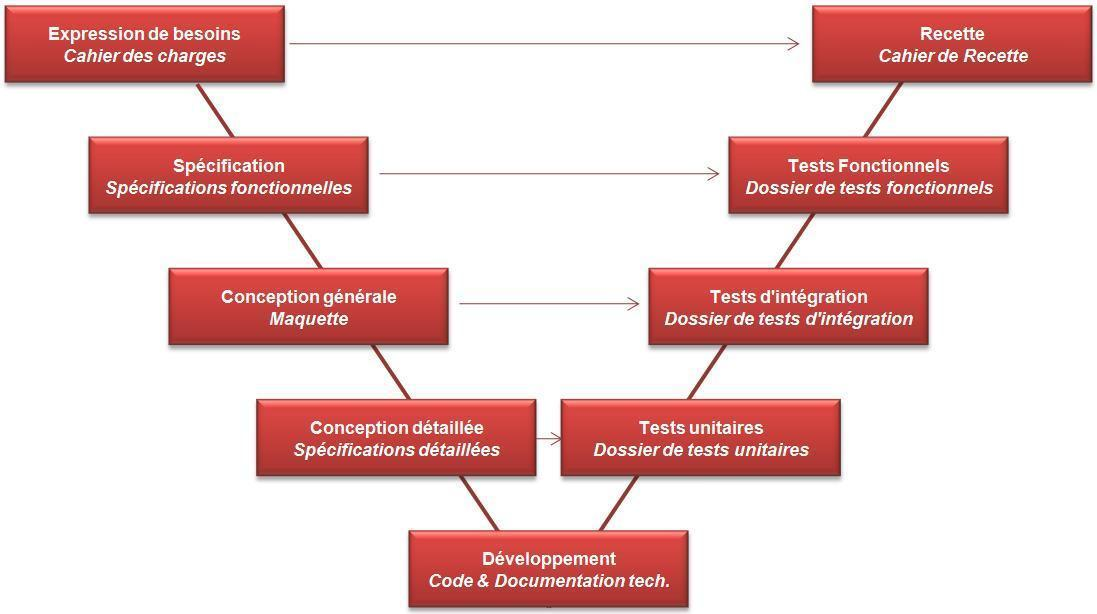 Expression de besoins
Cahier des charges
Recette
Cahier de Recette
Spécification
Spécifications fonctionnelles
Tests Fonctionnels
Dossier de tests fonctionnels
Conception générale
Maquette
Tests d'intégration
Dossier de tests d'intégration
Conception détaillée
Spécifications détaillées
Tests unitaires
Dossier de tests unitaires
Développement
Code & Documentation tech.